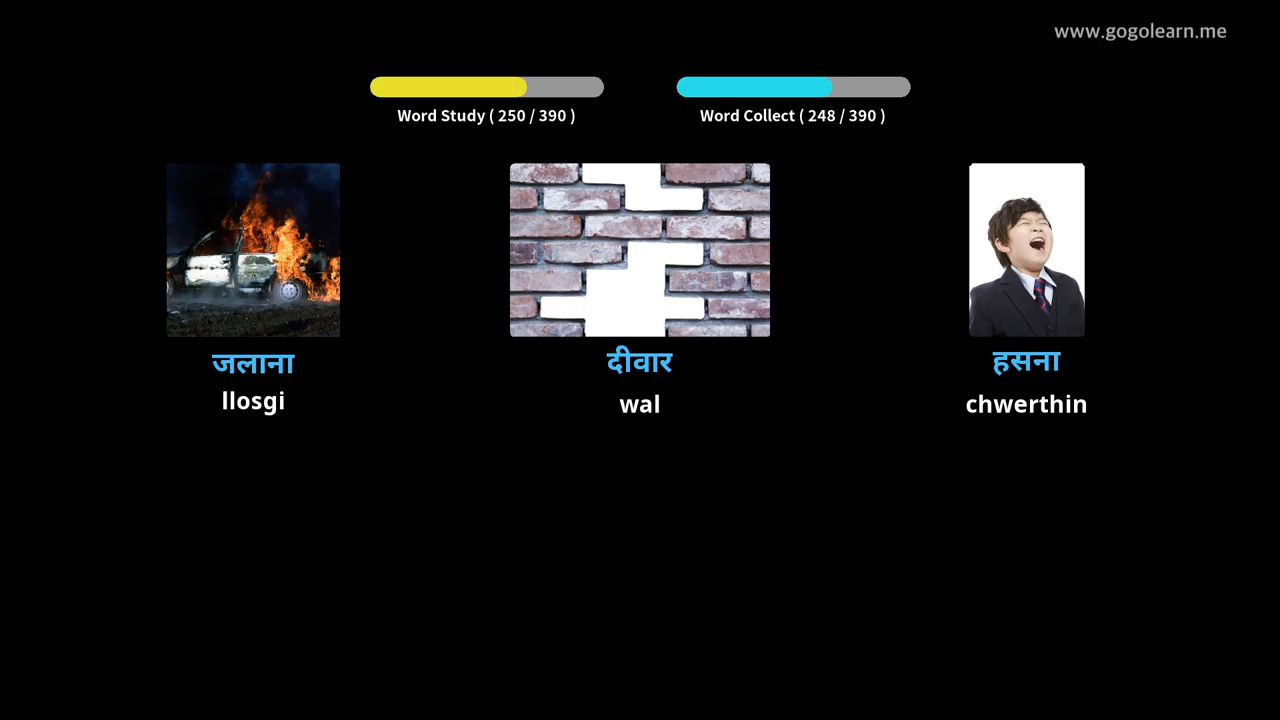 www.gogolearn.me
Word Study ( 250 / 390 )
Word Collect ( 248 / 390 )
जलाना
दीवार
हसना
llosgi
wal
chwerthin